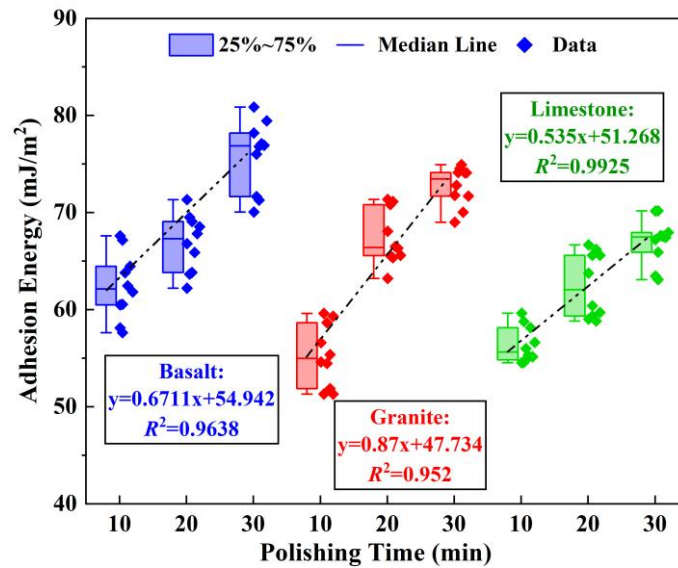 25%~75% Median Line Data
Adhesion Energy (mJ/m²)
90
80
70
60
50
40
Limestone:
y=0.535x+51.268
R²=0.9925
Basalt:
y=0.6711x+54.942
R²=0.9638
Granite:
y=0.87x+47.734
R²=0.952
10 20 30 10 20 30 10 20 30
Polishing Time (min)